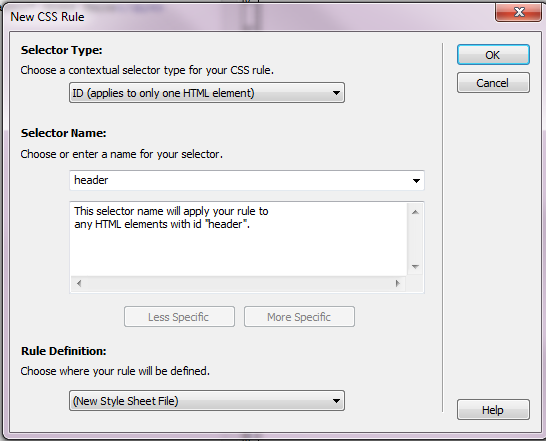 New CSS Rule
Selector Type:
Choose a contextual selector type for your CSS rule.
ID (applies to only one HTML element)
OK
Cancel
Selector Name:
Choose or enter a name for your selector.
header
This selector name will apply your rule to
any HTML elements with id "header".
Less Specific
More Specific
Rule Definition:
Choose where your rule will be defined.
(New Style Sheet File)
Help